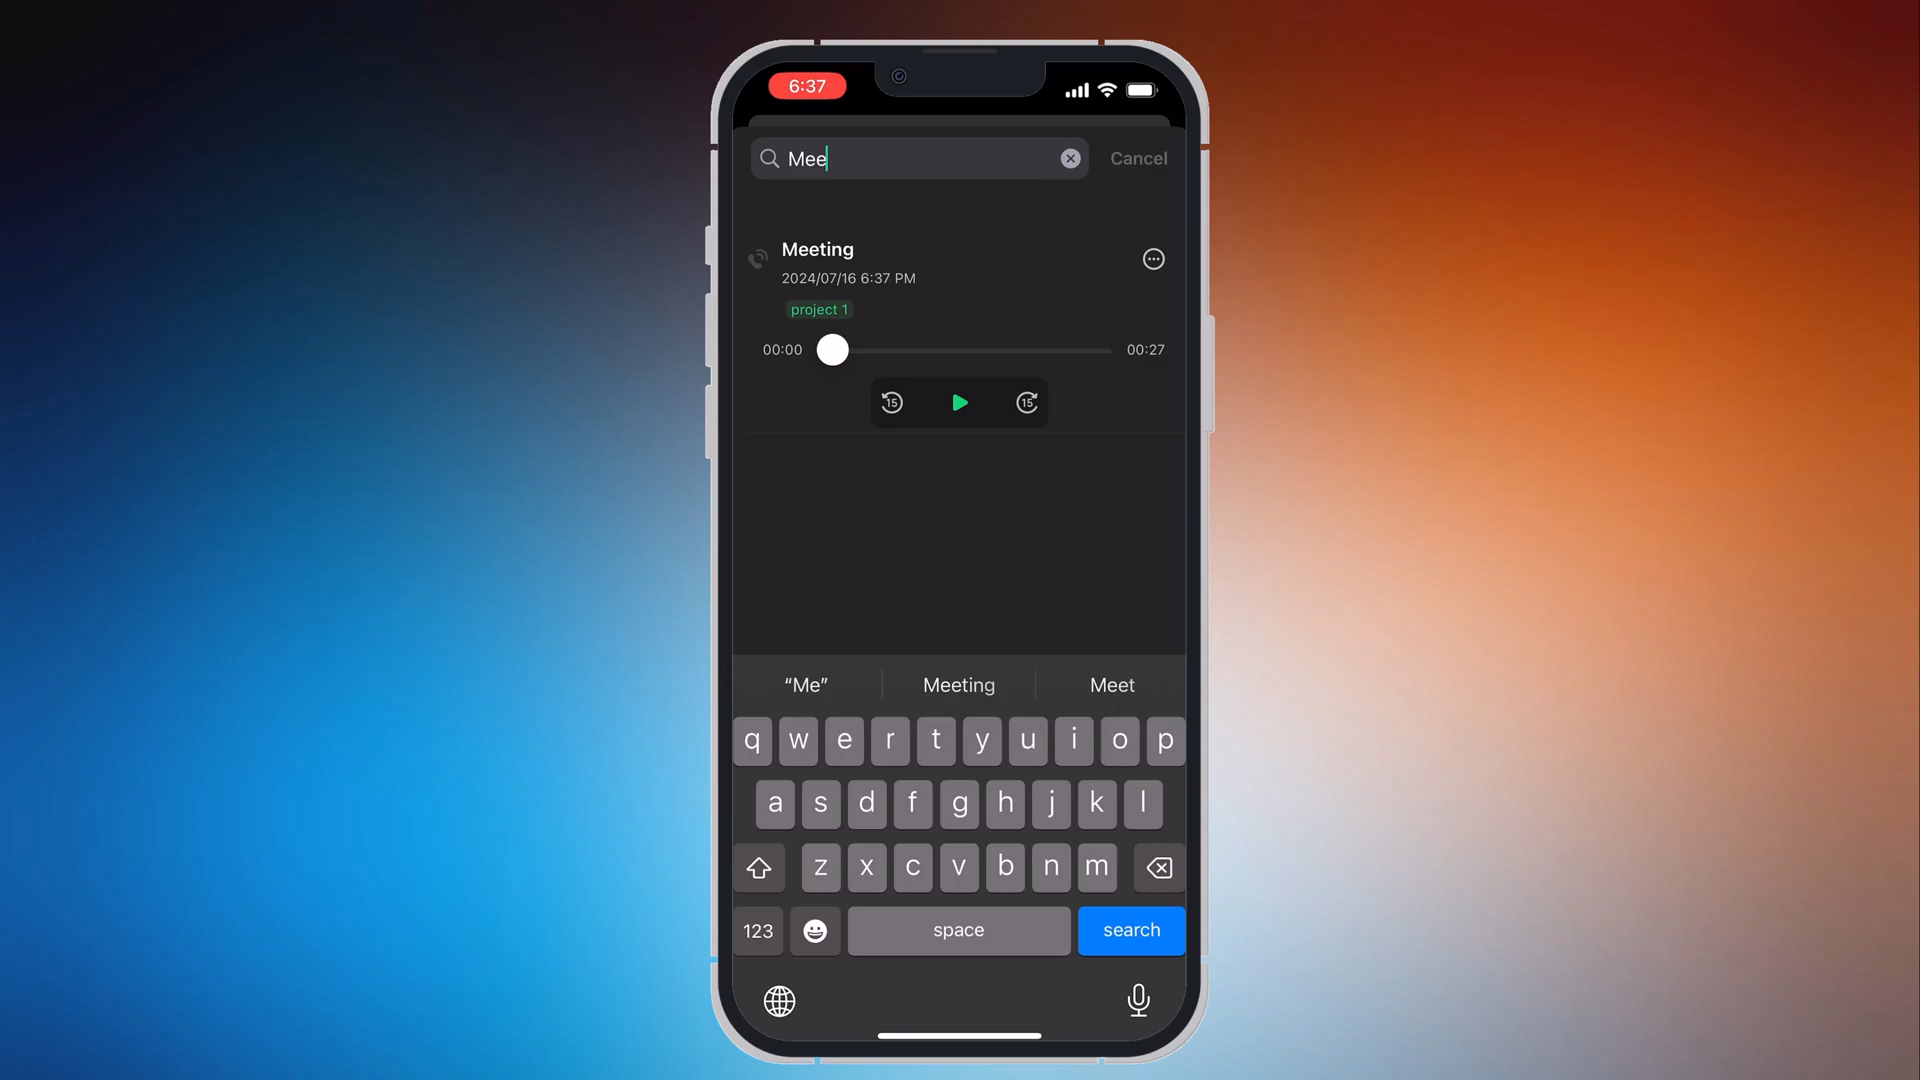 6:37
Mee
Cancel
Meeting
2024/07/16 6:37 PM
project 1
00:00
00:27
15
15
“Me”
Meeting
Meet
q w e r t y u i o p
a s d f g h j k l
z x c v b n m
123
space
search